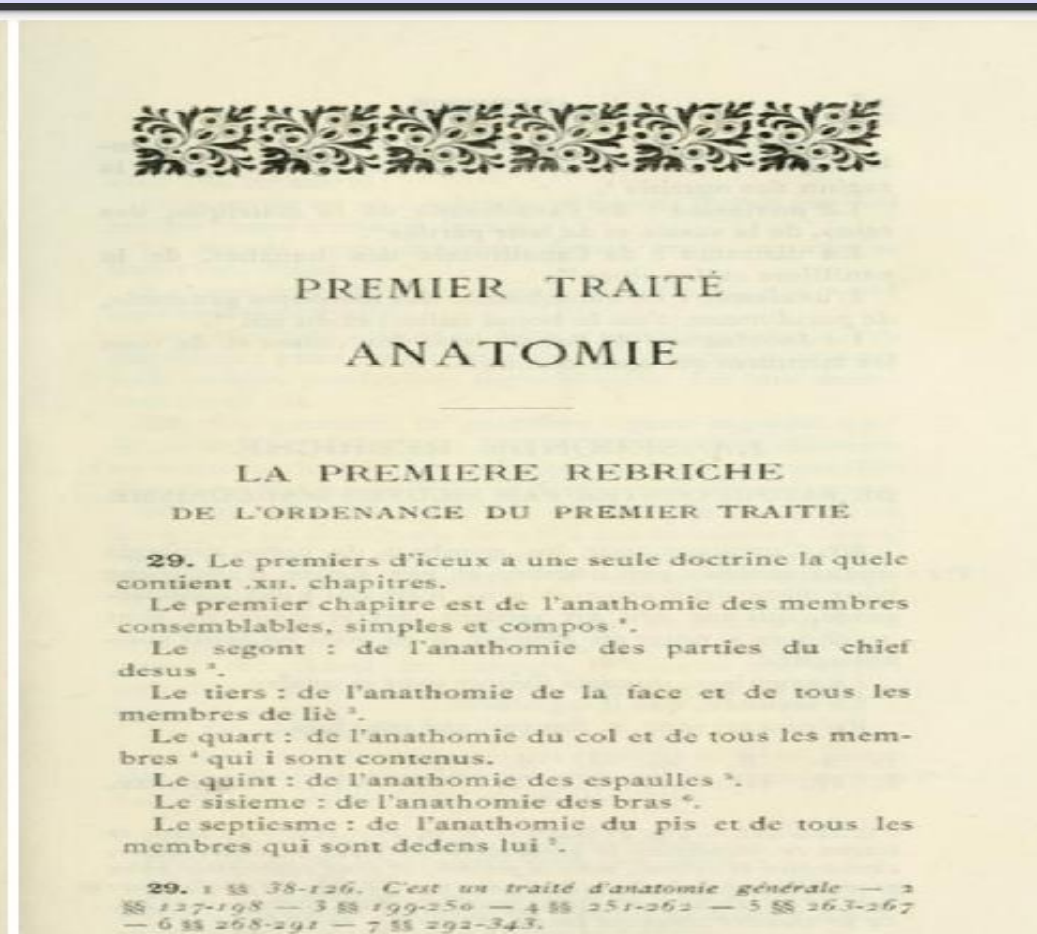 PREMIER TRAITÉ
ANATOMIE
LA PREMIERE REBRICHE
DE L'ORDENANCE DU PREMIER TRAITIE
29. Le premiers d'iceux a une seule doctrine la quele
contient .XII. chapitres.
Le premier chapitre est de l'anathomie des membres
consemblables, simples et compos ¹.
Le segont : de l'anathomie des parties du chief
desus ².
Le tiers : de l'anathomie de la face et de tous les
membres de liè ³.
Le quart : de l'anathomie du col et de tous les mem-
bres ⁴ qui i sont contenus.
Le quint : de l'anathomie des espaulles ⁵.
Le sisieme : de l'anathomie des bras ⁶.
Le septiesme : de l'anathomie du pis et de tous les
membres qui sont dedens lui ⁷.
29. 1 §§ 38-126. C'est un traité d'anatomie générale — 2
§§ 127-198 — 3 §§ 199-250 — 4 §§ 251-262 — 5 §§ 263-267
— 6 §§ 268-291 — 7 §§ 292-343.